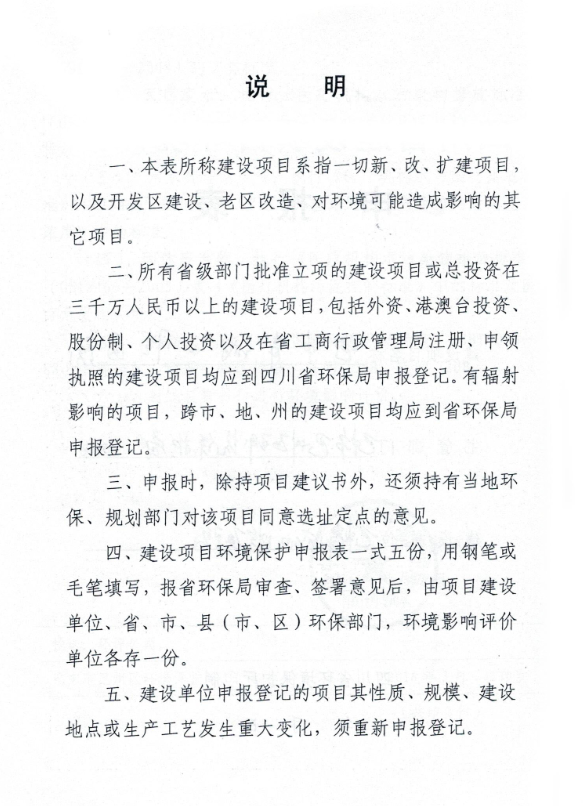 说 明
一、本表所称建设项目系指一切新、改、扩建项目，
以及开发区建设、老区改造、对环境可能造成影响的其
它项目。
二、所有省级部门批准立项的建设项目或总投资在
三千万人民币以上的建设项目，包括外资、港澳台投资、
股份制、个人投资以及在省工商行政管理局注册、申领
执照的建设项目均应到四川省环保局申报登记。有辐射
影响的项目，跨市、地、州的建设项目均应到省环保局
申报登记。
三、申报时，除持项目建议书外，还须持有当地环
保、规划部门对该项目同意选址定点的意见。
四、建设项目环境保护申报表一式五份，用钢笔或
毛笔填写，报省环保局审查、签署意见后，由项目建设
单位、省、市、县（市、区）环保部门，环境影响评价
单位各存一份。
五、建设单位申报登记的项目其性质、规模、建设
地点或生产工艺发生重大变化，须重新申报登记。